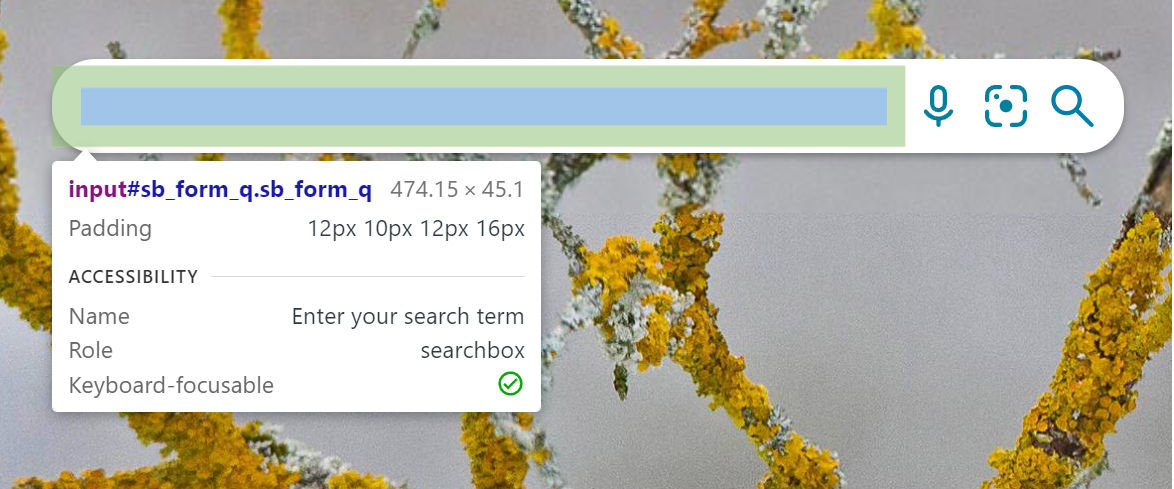 input#sb_form_q.sb_form_q 474.15 × 45.1
Padding 12px 10px 12px 16px
ACCESSIBILITY
Name Enter your search term
Role searchbox
Keyboard-focusable